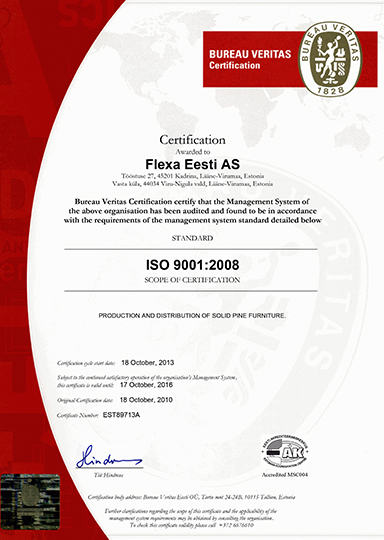 BUREAU VERITAS
Certification
BUREAU VERITAS
1828
Certification
Awarded to
Flexa Eesti AS
Tööstuse 27, 45201 Kadrina, Lääne-Virumaa, Estonia
Vasta küla, 44034 Viru-Nigula vald, Lääne-Virumaa, Estonia
Bureau Veritas Certification certify that the Management System of
the above organisation has been audited and found to be in accordance
with the requirements of the management system standard detailed below
STANDARD
ISO 9001:2008
SCOPE OF CERTIFICATION
PRODUCTION AND DISTRIBUTION OF SOLID PINE FURNITURE.
Certification cycle start date: 18 October, 2013
Subject to the continued satisfactory operation of the organisation's Management System,
this certificate is valid until: 17 October, 2016
Original Certification date: 18 October, 2010
Certificate Number: EST89713A
Tiit Hindreus
EAK
Accredited MSC004
Certification body address: Bureau Veritas Eesti OÜ, Tartu mnt 24-24B, 10115 Tallinn, Estonia
Further clarifications regarding the scope of this certificate and the applicability of the
management system requirements may be obtained by consulting the organisation.
To check this certificate validity please call +372 6676610